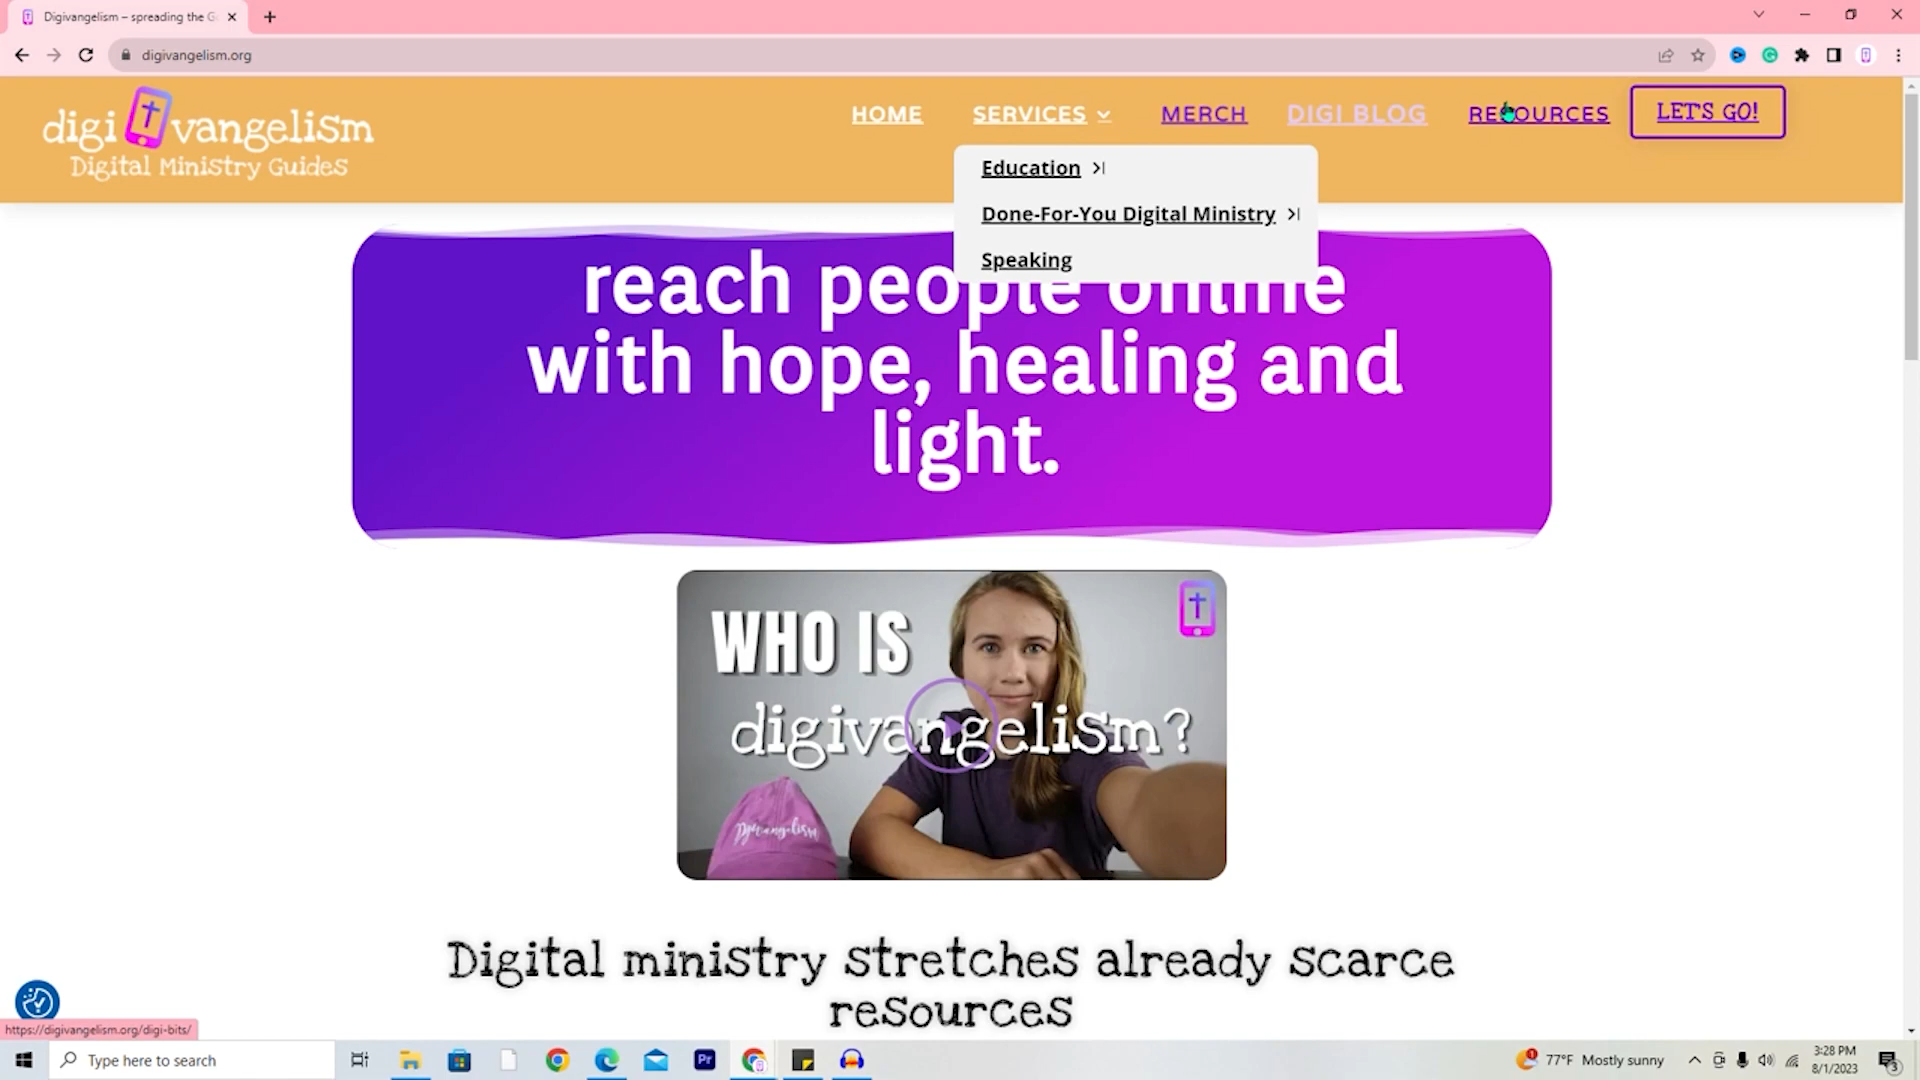 Digivangelism – spreading the G
digivangelism.org
digi vangelism
Digital Ministry Guides
HOME
SERVICES
MERCH
DIGI BLOG
RESOURCES
LET'S GO!
Education
Done-For-You Digital Ministry
Speaking
reach people online
with hope, healing and
light.
WHO IS
digivangelism?
Digivangelism
Digital ministry stretches already scarce
resources
https://digivangelism.org/digi-bits/
Type here to search
Pr
77°F Mostly sunny
3:28 PM
8/1/2023
3